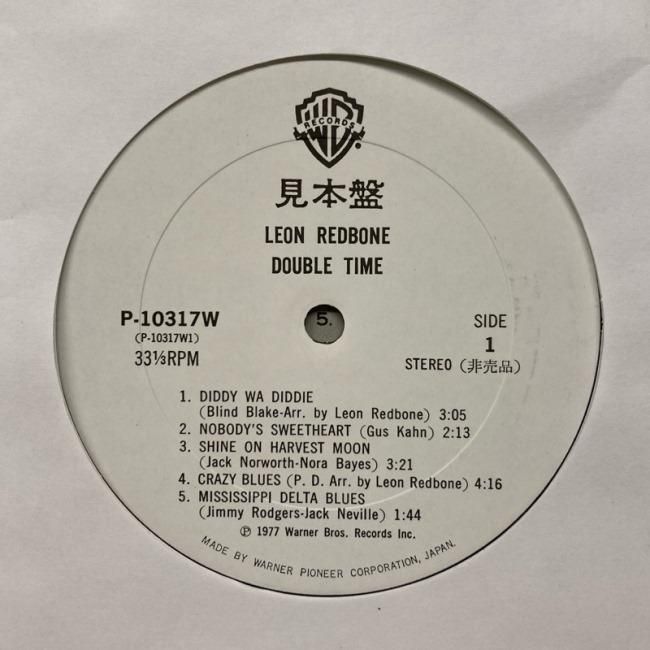 WB
RECORDS
見本盤
LEON REDBONE
DOUBLE TIME
P-10317W
(P-10317W1)
33⅓RPM
5.
SIDE
1
STEREO (非売品)
1. DIDDY WA DIDDIE
(Blind Blake-Arr. by Leon Redbone) 3:05
2. NOBODY'S SWEETHEART (Gus Kahn) 2:13
3. SHINE ON HARVEST MOON
(Jack Norworth-Nora Bayes) 3:21
4. CRAZY BLUES (P. D. Arr. by Leon Redbone) 4:16
5. MISSISSIPPI DELTA BLUES
(Jimmy Rodgers-Jack Neville) 1:44
℗ 1977 Warner Bros. Records Inc.
MADE BY WARNER PIONEER CORPORATION, JAPAN.